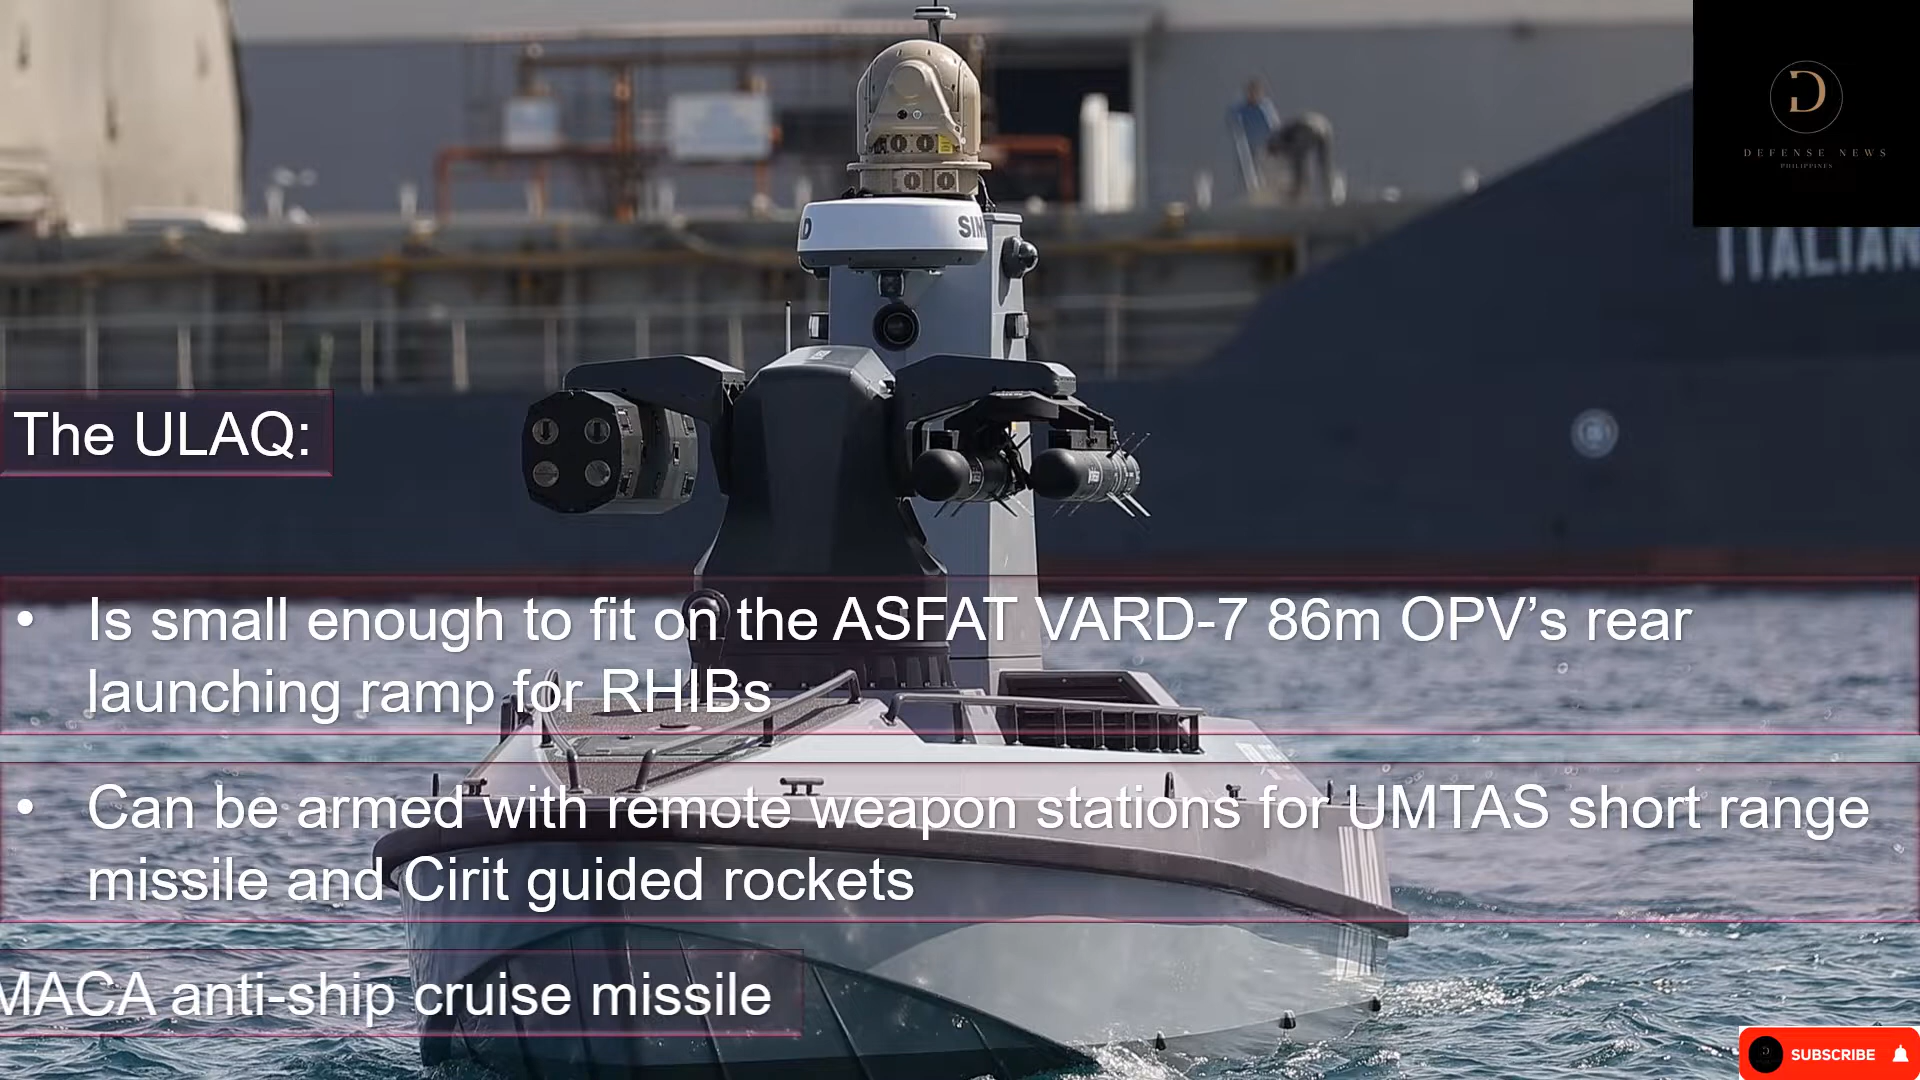 D
DEFENSE NEWS
PHILIPPINES
SIM
D
ITALIAN
The ULAQ:
• Is small enough to fit on the ASFAT VARD-7 86m OPV’s rear
launching ramp for RHIBs
• Can be armed with remote weapon stations for UMTAS short range
missile and Cirit guided rockets
MACA anti-ship cruise missile
SUBSCRIBE